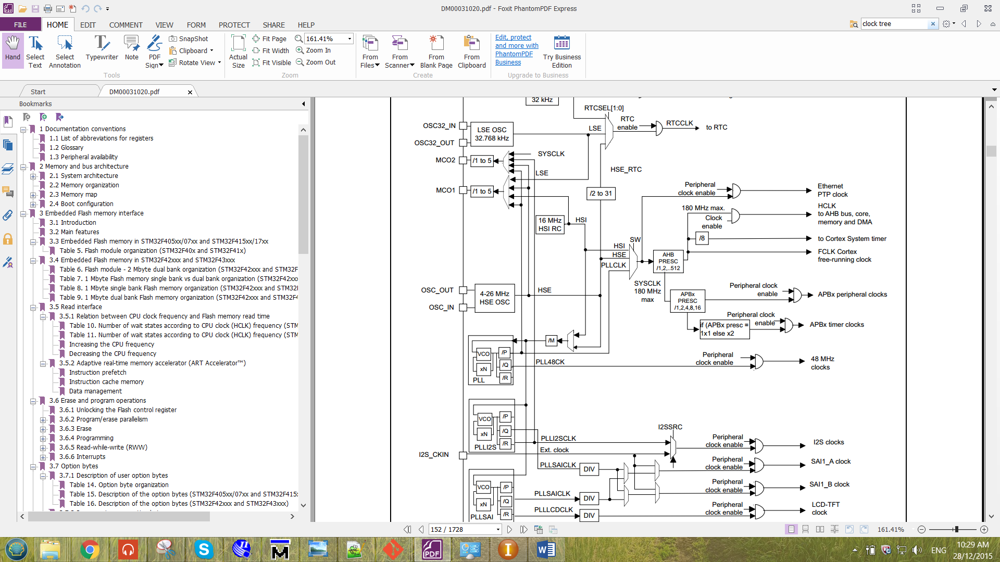 DM00031020.pdf - Foxit PhantomPDF Express
FILE
HOME
EDIT
COMMENT
VIEW
FORM
PROTECT
SHARE
HELP
clock tree
Hand
Select
Text
Select
Annotation
Typewriter
Note
PDF
Sign
SnapShot
Clipboard
Rotate View
Tools
Actual
Size
Fit Page
Fit Width
Fit Visible
161.41%
Zoom In
Zoom Out
Zoom
From
Files
From
Scanner
From
Blank Page
From
Clipboard
Create
Edit, protect
and more with
PhantomPDF
Business
Try Business
Edition
Upgrade to Business
Start
DM00031020.pdf
Bookmarks
1 Documentation conventions
1.1 List of abbreviations for registers
1.2 Glossary
1.3 Peripheral availability
2 Memory and bus architecture
2.1 System architecture
2.2 Memory organization
2.3 Memory map
2.4 Boot configuration
3 Embedded Flash memory interface
3.1 Introduction
3.2 Main features
3.3 Embedded Flash memory in STM32F405xx/07xx and STM32F415xx/17xx
Table 5. Flash module organization (STM32F40x and STM32F41x)
3.4 Embedded Flash memory in STM32F42xxx and STM32F43xxx
Table 6. Flash module - 2 Mbyte dual bank organization (STM32F42xxx and STM32F
Table 7. 1 Mbyte Flash memory single bank vs dual bank organization (STM32F42xx
Table 8. 1 Mbyte single bank Flash memory organization (STM32F42xxx and STM32
Table 9. 1 Mbyte dual bank Flash memory organization (STM32F42xxx and STM32F4
3.5 Read interface
3.5.1 Relation between CPU clock frequency and Flash memory read time
Table 10. Number of wait states according to CPU clock (HCLK) frequency (STM
Table 11. Number of wait states according to CPU clock (HCLK) frequency (STM
Increasing the CPU frequency
Decreasing the CPU frequency
3.5.2 Adaptive real-time memory accelerator (ART Accelerator™)
Instruction prefetch
Instruction cache memory
Data management
3.6 Erase and program operations
3.6.1 Unlocking the Flash control register
3.6.2 Program/erase parallelism
3.6.3 Erase
3.6.4 Programming
3.6.5 Read-while-write (RWW)
3.6.6 Interrupts
3.7 Option bytes
3.7.1 Description of user option bytes
Table 14. Option byte organization
Table 15. Description of the option bytes (STM32F405xx/07xx and STM32F415x
Table 16. Description of the option bytes (STM32F42xxx and STM32F43xxx)
32 kHz
RTCSEL[1:0]
OSC32_IN
OSC32_OUT
LSE OSC
32.768 kHz
LSE
RTC
enable
RTCCLK
to RTC
MCO2
/1 to 5
SYSCLK
LSE
HSE_RTC
MCO1
/1 to 5
/2 to 31
Peripheral
clock enable
Ethernet
PTP clock
180 MHz max.
Clock
enable
HCLK
to AHB bus, core,
memory and DMA
16 MHz
HSI RC
HSI
/8
to Cortex System timer
SW
HSI
HSE
PLLCLK
AHB
PRESC
/1,2,..512
FCLK Cortex
free-running clock
SYSCLK
180 MHz
max
OSC_OUT
OSC_IN
4-26 MHz
HSE OSC
HSE
APBx
PRESC
/1,2,4,8,16
Peripheral clock
enable
APBx peripheral clocks
Peripheral clock
enable
if (APBx presc =
1x1 else x2
APBx timer clocks
/M
VCO
xN
/P
/Q
/R
PLL
PLL48CK
Peripheral
clock enable
48 MHz
clocks
VCO
xN
/P
/Q
/R
PLLI2S
I2SSRC
PLLI2SCLK
Ext. clock
I2S_CKIN
Peripheral
clock enable
I2S clocks
PLLSAICLK
DIV
Peripheral
clock enable
SAI1_A clock
VCO
xN
/P
/Q
/R
PLLSAI
PLLSAICLK
DIV
Peripheral
clock enable
SAI1_B clock
PLLLCDCLK
DIV
Peripheral
clock enable
LCD-TFT
clock
152 / 1728
161.41%
ENG
10:29 AM
28/12/2015